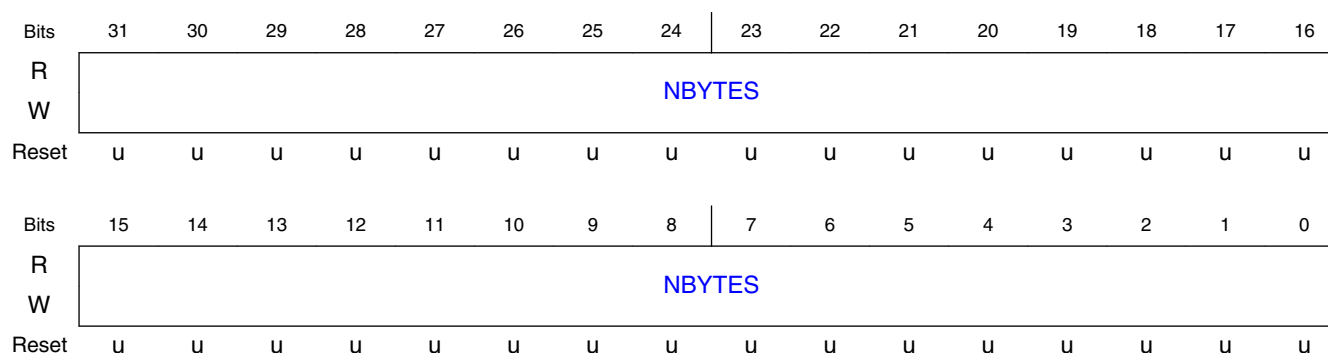 Bits 31 30 29 28 27 26 25 24 23 22 21 20 19 18 17 16
R
NBYTES
W
Reset u u u u u u u u u u u u u u u u
Bits 15 14 13 12 11 10 9 8 7 6 5 4 3 2 1 0
R
NBYTES
W
Reset u u u u u u u u u u u u u u u u